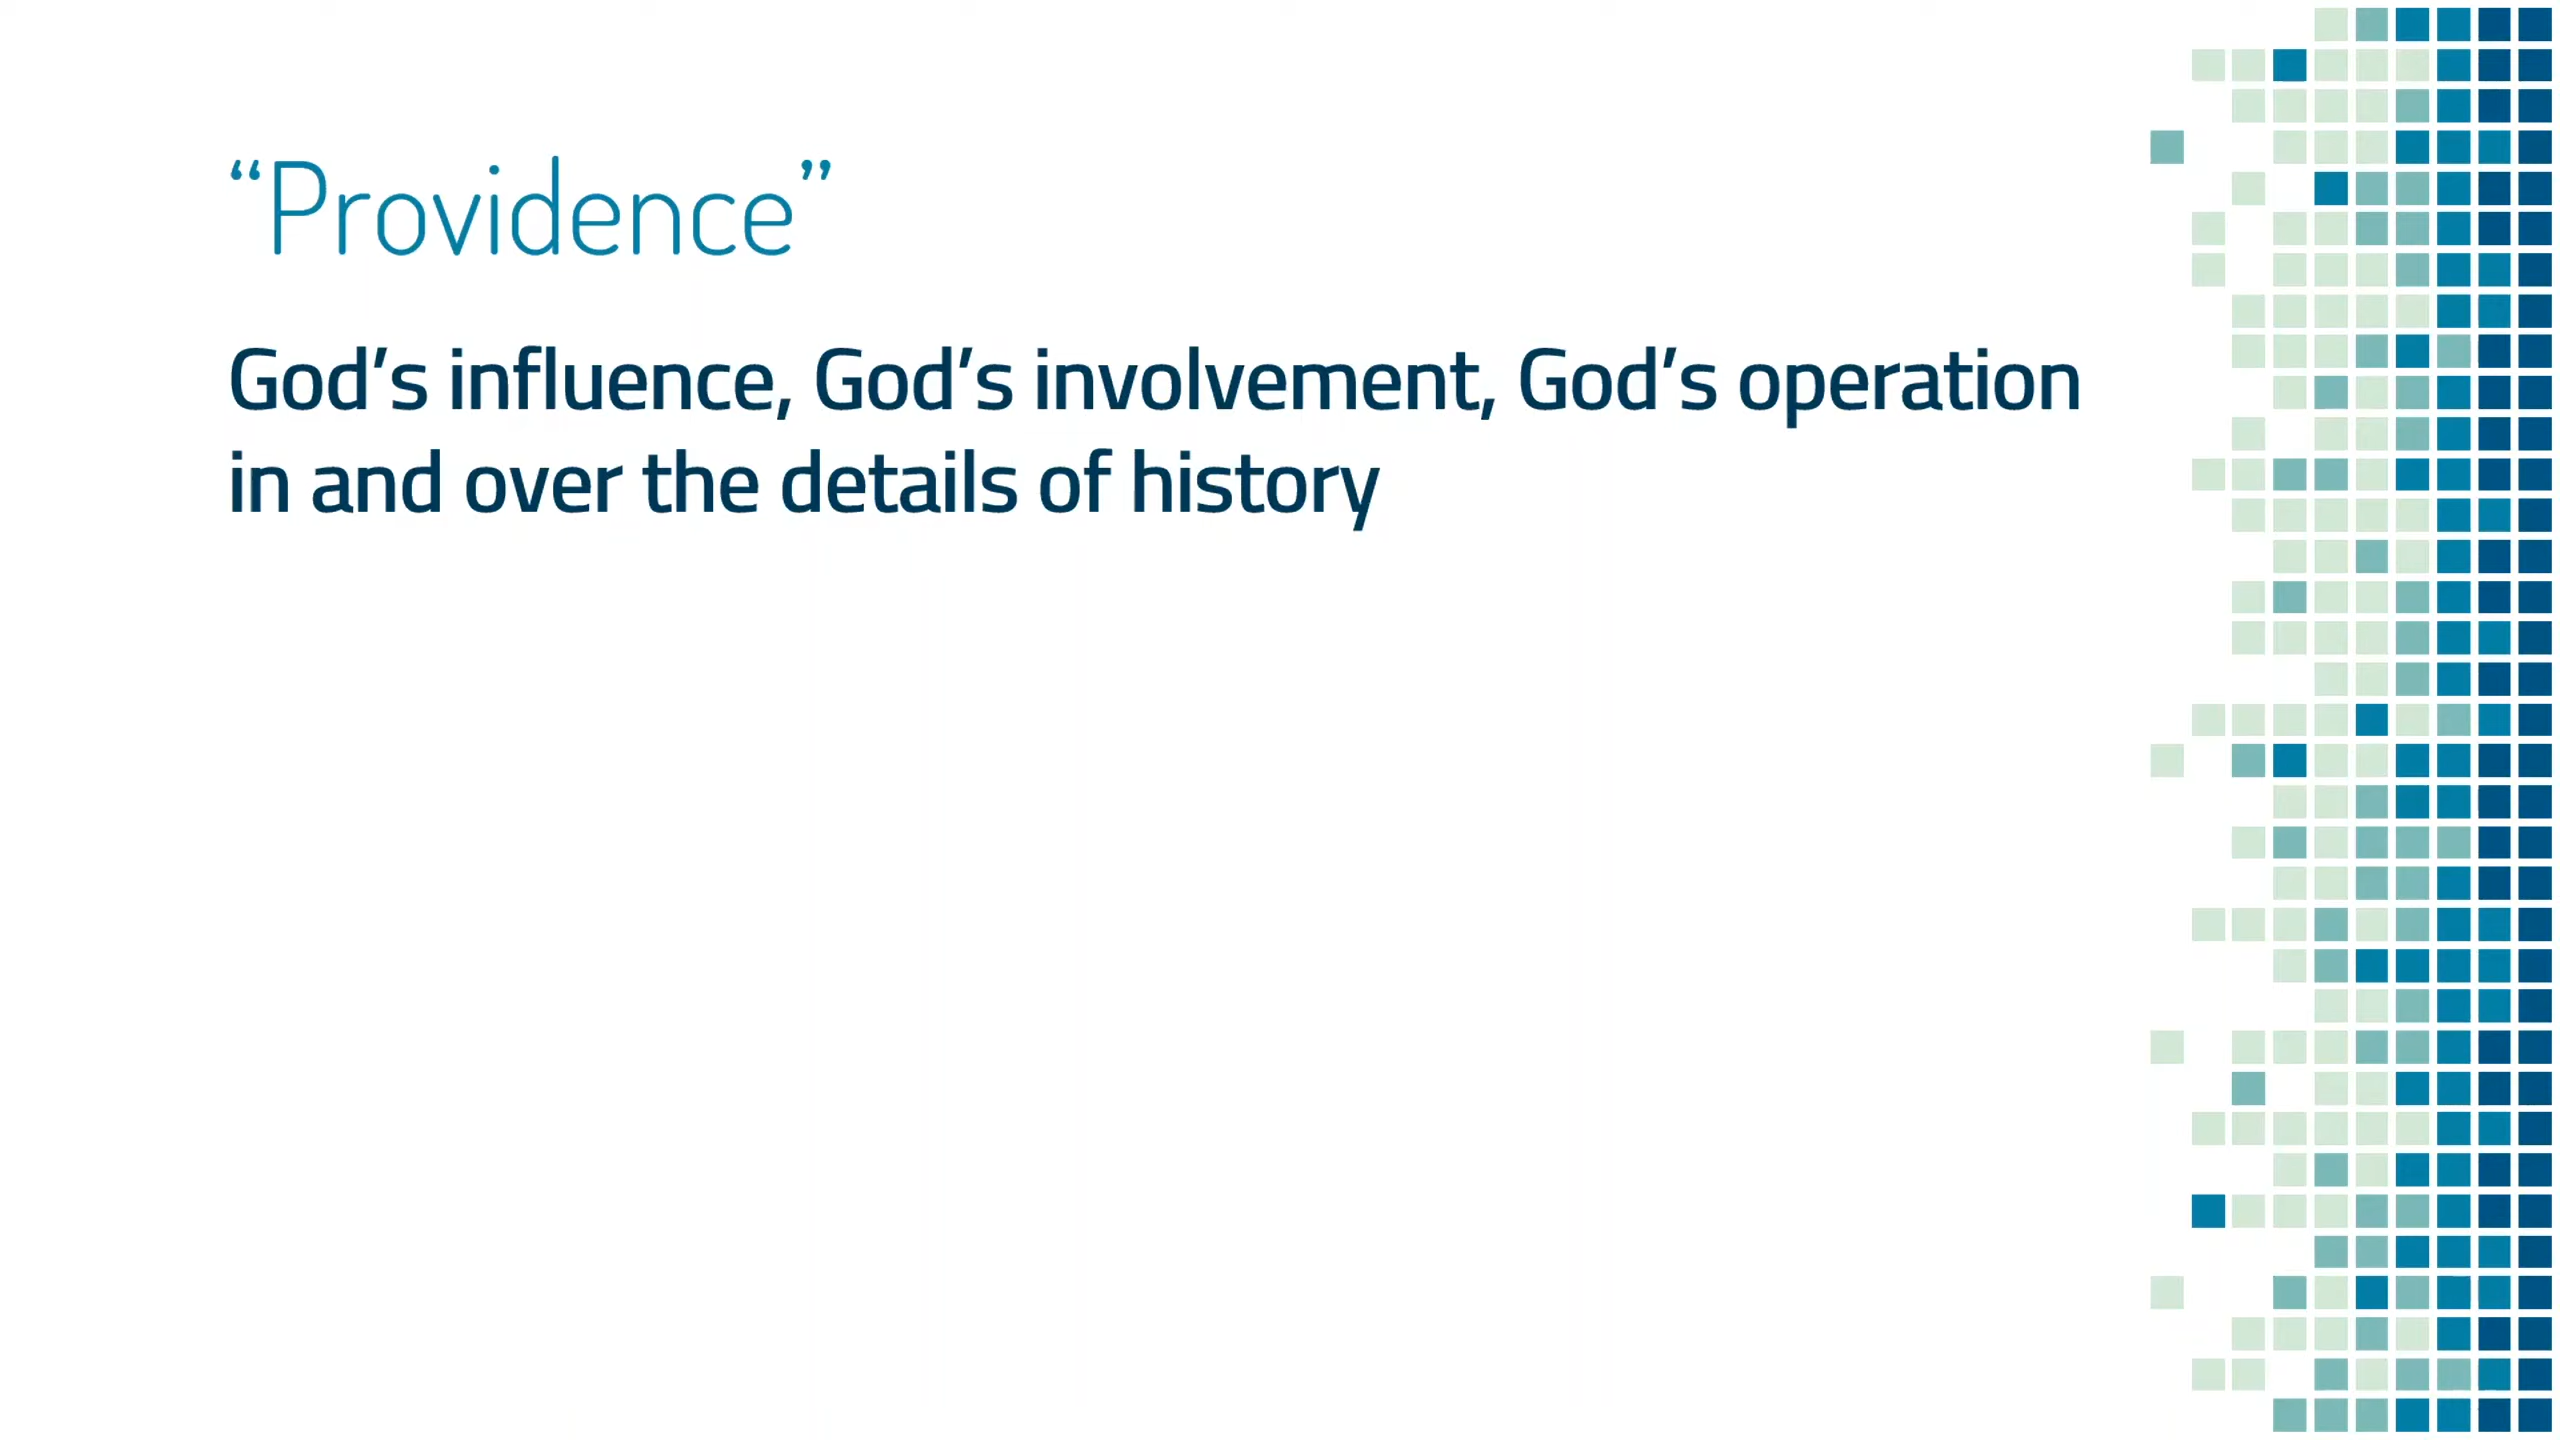 “Providence”
God’s influence, God’s involvement, God’s operation
in and over the details of history